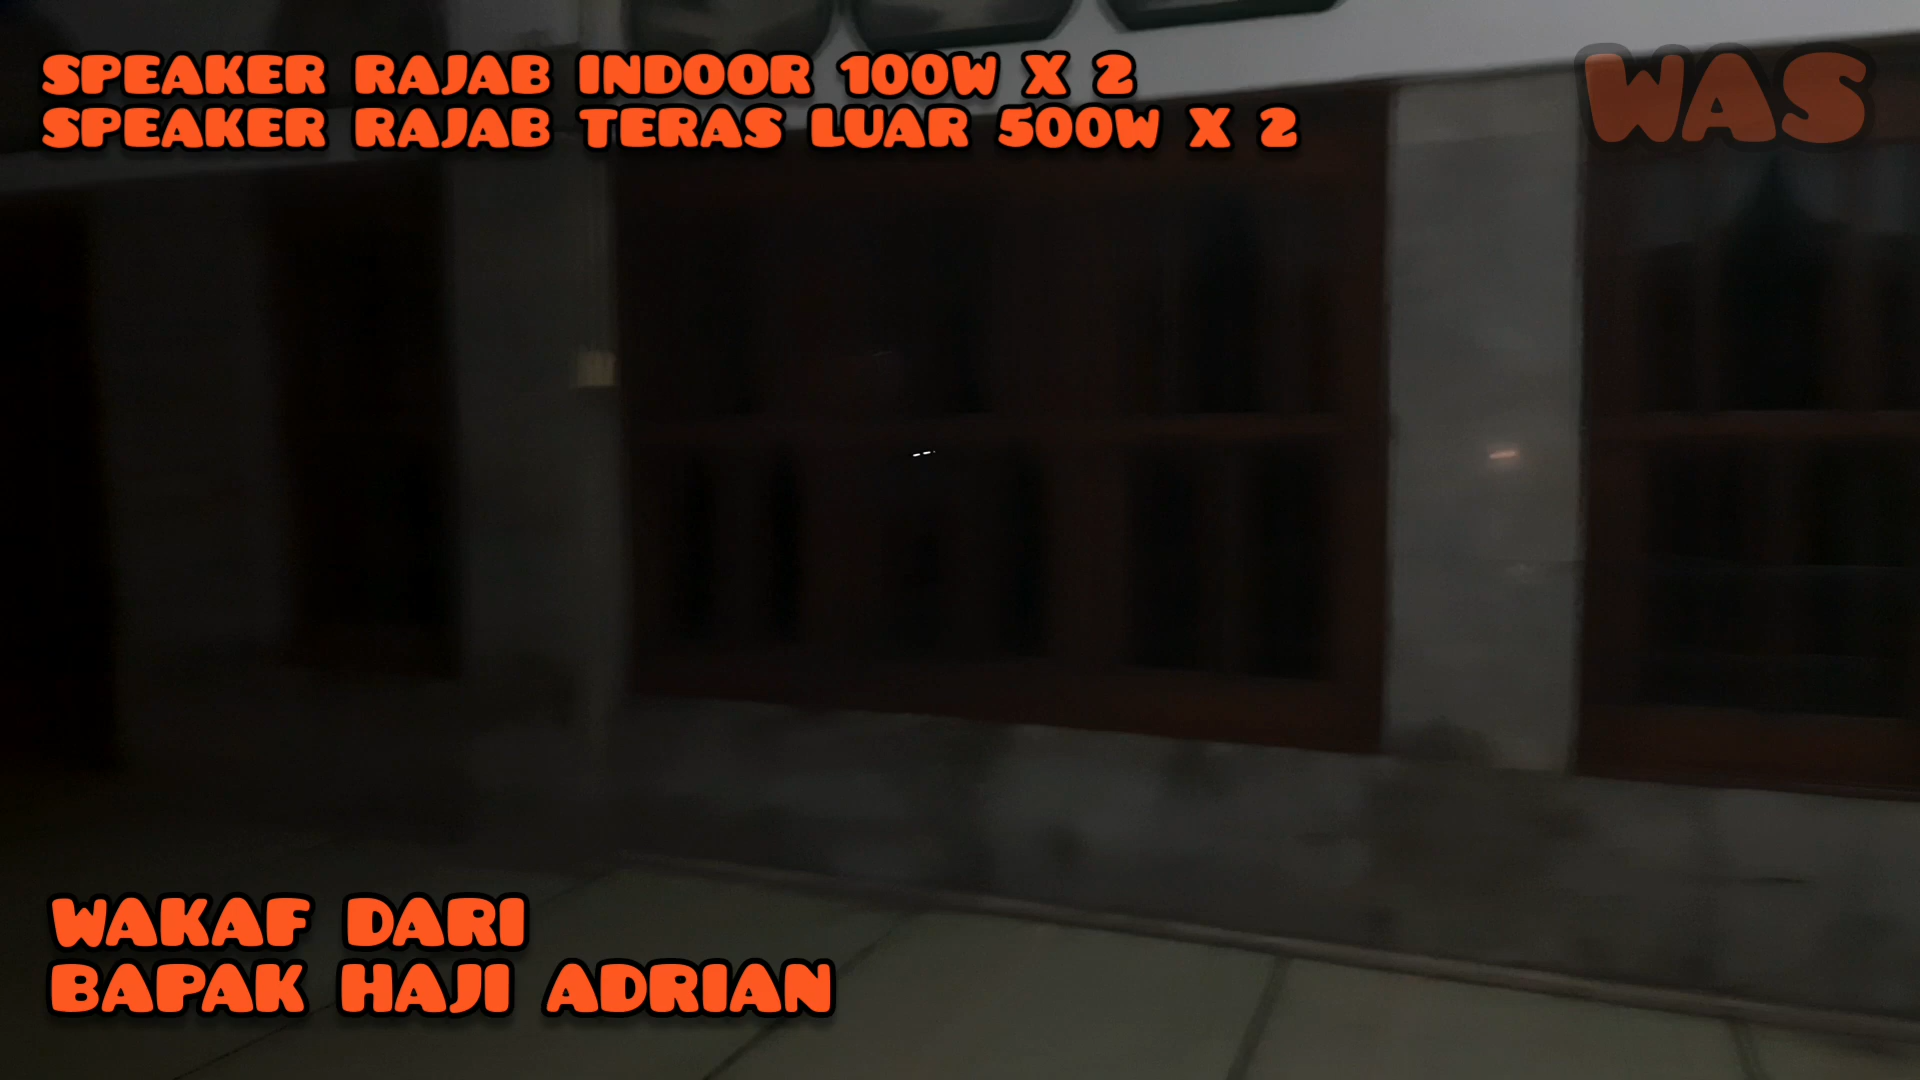 SPEAKER RAJAB INDOOR 100W X 2
SPEAKER RAJAB TERAS LUAR 500W X 2
WAS
WAKAF DARI
BAPAK HAJI ADRIAN